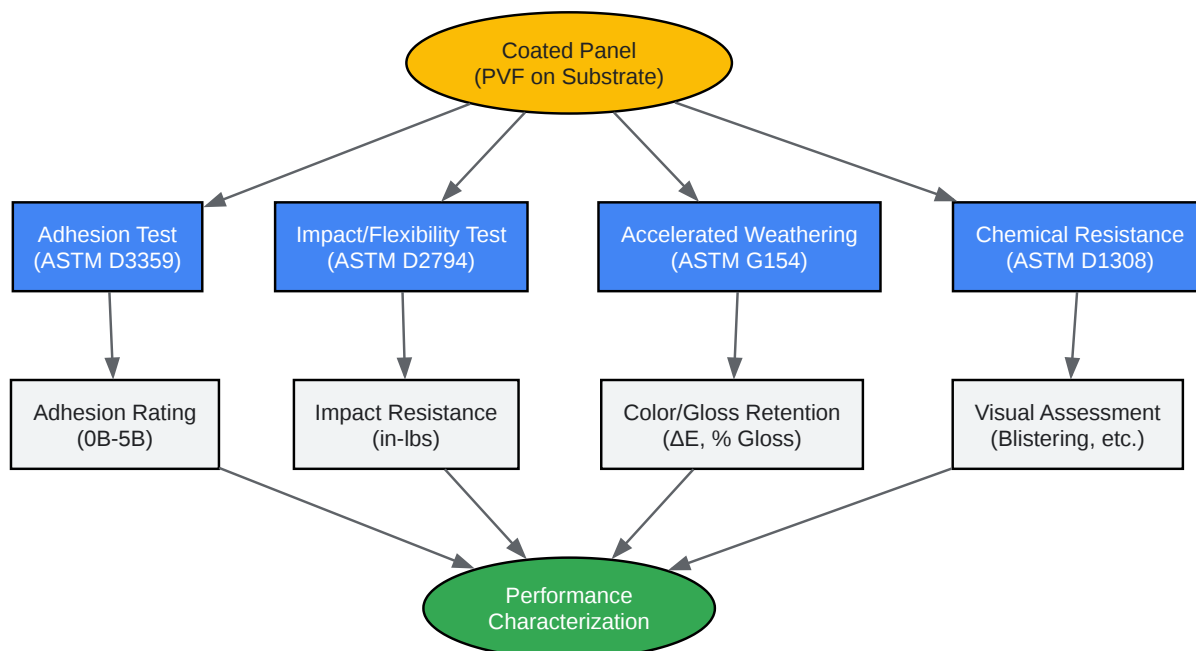 Coated Panel
(PVF on Substrate)
Adhesion Test
(ASTM D3359)
Impact/Flexibility Test
(ASTM D2794)
Accelerated Weathering
(ASTM G154)
Chemical Resistance
(ASTM D1308)
Adhesion Rating
(0B-5B)
Impact Resistance
(in-lbs)
Color/Gloss Retention
(ΔE, % Gloss)
Visual Assessment
(Blistering, etc.)
Performance
Characterization